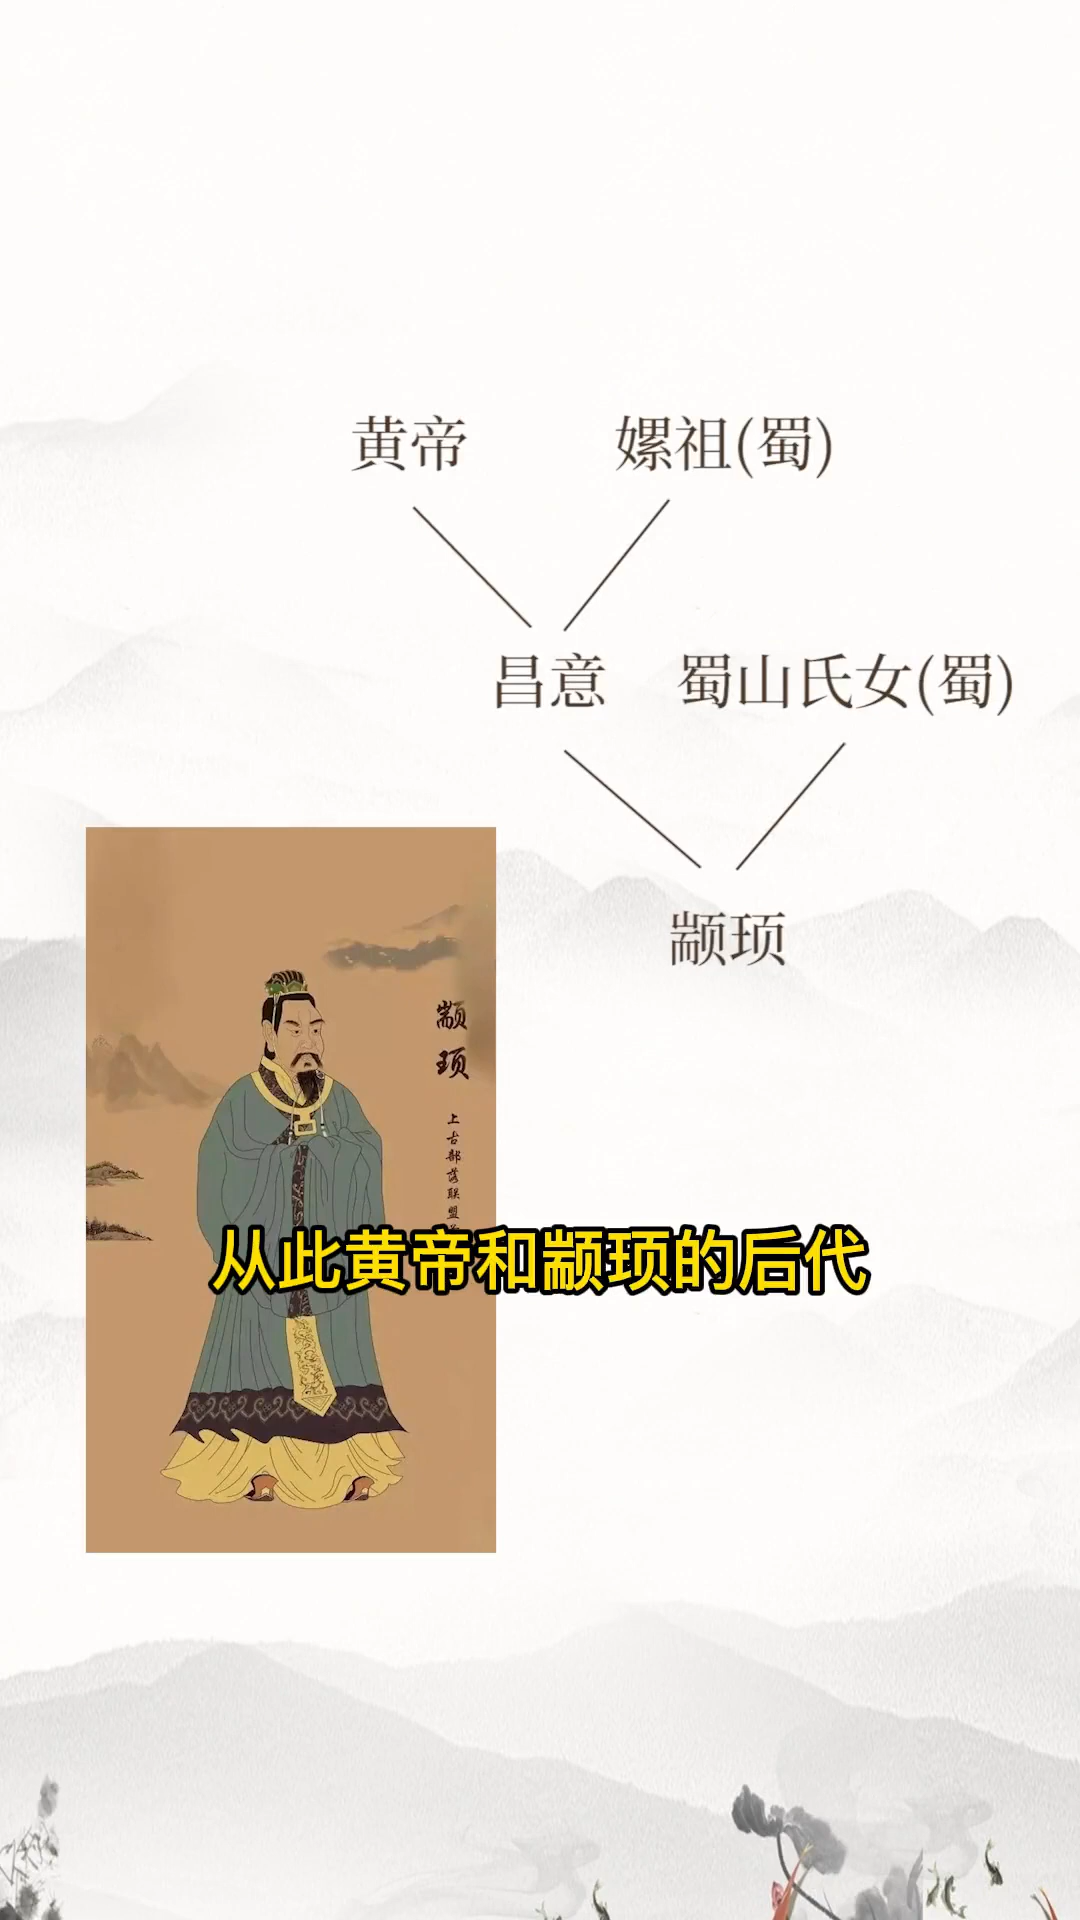 黄帝 嫘祖(蜀)
昌意 蜀山氏女(蜀)
颛顼
颛顼
上古部落联盟
从此黄帝和颛顼的后代